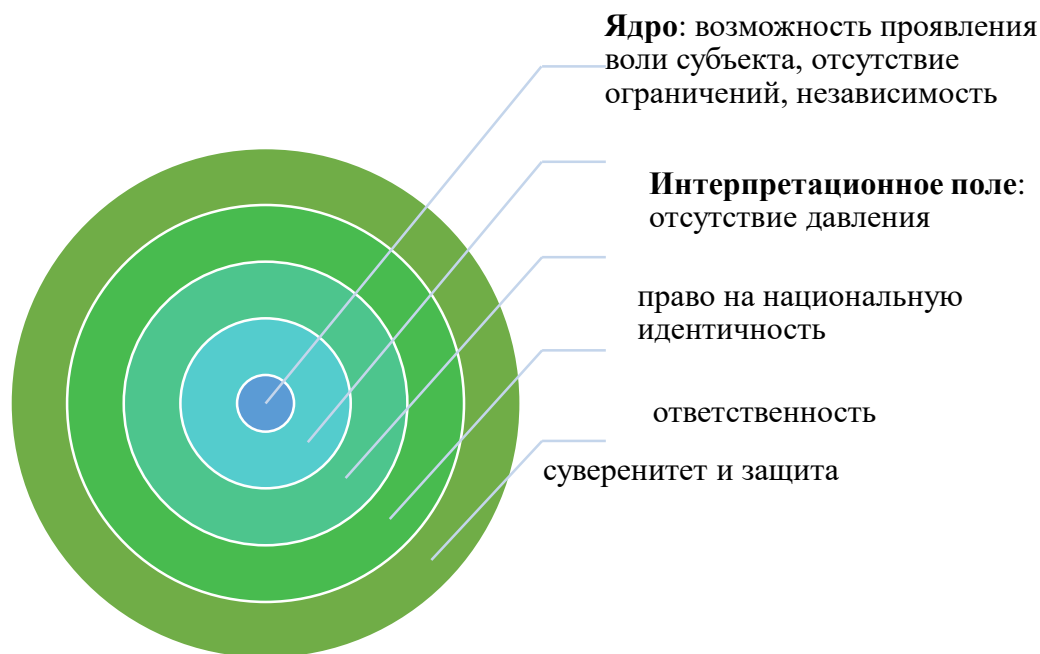 Ядро: возможность проявления
воли субъекта, отсутствие
ограничений, независимость
Интерпретационное поле:
отсутствие давления
право на национальную
идентичность
ответственность
суверенитет и защита